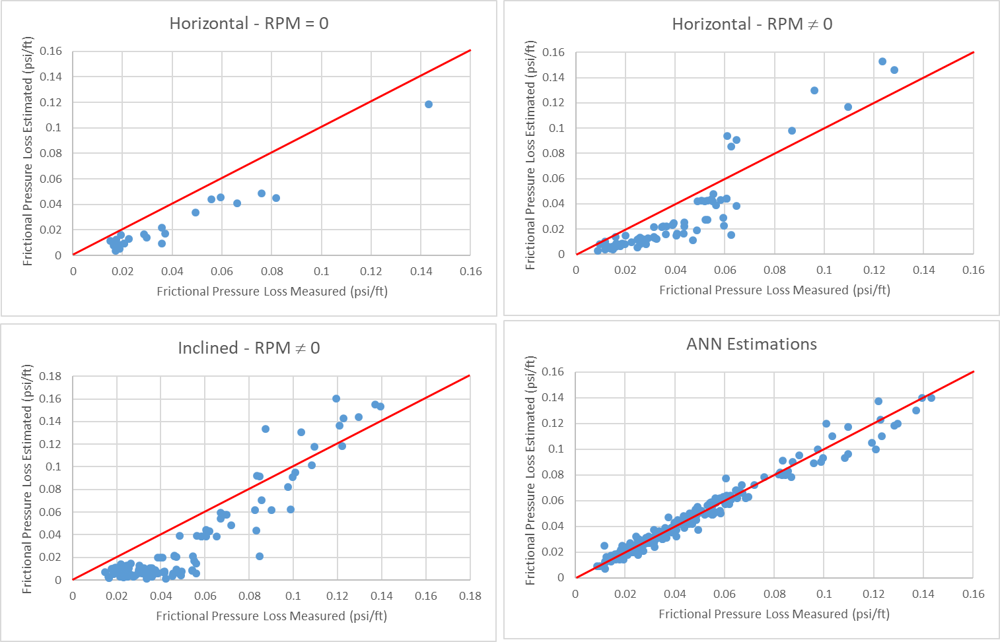 Horizontal - RPM = 0
Frictional Pressure Loss Estimated (psi/ft)
0.16
0.14
0.12
0.1
0.08
0.06
0.04
0.02
0
0 0.02 0.04 0.06 0.08 0.1 0.12 0.14 0.16
Frictional Pressure Loss Measured (psi/ft)
Horizontal - RPM ≠ 0
Frictional Pressure Loss Estimated (psi/ft)
0.16
0.14
0.12
0.1
0.08
0.06
0.04
0.02
0
0 0.02 0.04 0.06 0.08 0.1 0.12 0.14 0.16
Frictional Pressure Loss Measured (psi/ft)
Inclined - RPM ≠ 0
Frictional Pressure Loss Estimated (psi/ft)
0.18
0.16
0.14
0.12
0.10
0.08
0.06
0.04
0.02
0
0 0.02 0.04 0.06 0.08 0.1 0.12 0.14 0.16 0.18
Frictional Pressure Loss Measured (psi/ft)
ANN Estimations
Frictional Pressure Loss Estimated (psi/ft)
0.16
0.14
0.12
0.1
0.08
0.06
0.04
0.02
0
0 0.02 0.04 0.06 0.08 0.1 0.12 0.14 0.16
Frictional Pressure Loss Measured (psi/ft)